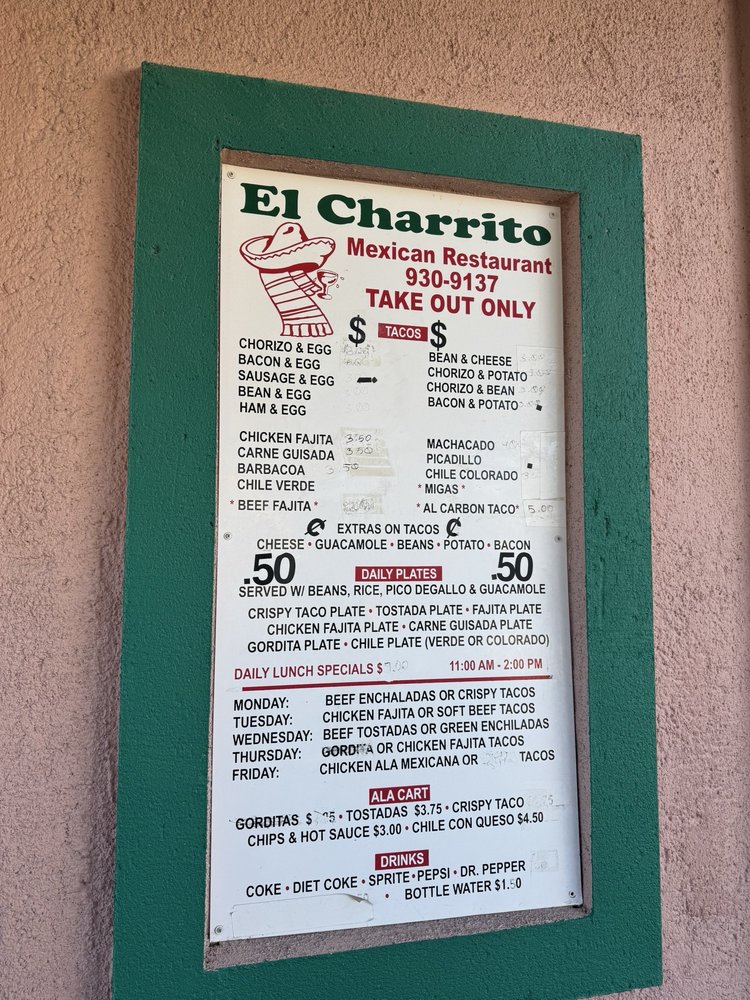 El Charrito
Mexican Restaurant
930-9137
TAKE OUT ONLY
$ TACOS $
CHORIZO & EGG
BACON & EGG
SAUSAGE & EGG
BEAN & EGG
HAM & EGG
BEAN & CHEESE
CHORIZO & POTATO
CHORIZO & BEAN
BACON & POTATO
CHICKEN FAJITA 3.50
CARNE GUISADA 3.50
BARBACOA 3.50
CHILE VERDE
* BEEF FAJITA *
MACHACADO
PICADILLO
CHILE COLORADO
* MIGAS *
* AL CARBON TACO* 5.00
¢ EXTRAS ON TACOS ¢
CHEESE • GUACAMOLE • BEANS • POTATO • BACON
.50 .50
DAILY PLATES
SERVED W/ BEANS, RICE, PICO DEGALLO & GUACAMOLE
CRISPY TACO PLATE • TOSTADA PLATE • FAJITA PLATE
CHICKEN FAJITA PLATE • CARNE GUISADA PLATE
GORDITA PLATE • CHILE PLATE (VERDE OR COLORADO)
DAILY LUNCH SPECIALS $ 11:00 AM - 2:00 PM
MONDAY: BEEF ENCHALADAS OR CRISPY TACOS
TUESDAY: CHICKEN FAJITA OR SOFT BEEF TACOS
WEDNESDAY: BEEF TOSTADAS OR GREEN ENCHILADAS
THURSDAY: GORDITA OR CHICKEN FAJITA TACOS
FRIDAY: CHICKEN ALA MEXICANA OR TACOS
ALA CART
GORDITAS $ • TOSTADAS $3.75 • CRISPY TACO
CHIPS & HOT SAUCE $3.00 • CHILE CON QUESO $4.50
DRINKS
COKE • DIET COKE • SPRITE • PEPSI • DR. PEPPER
• BOTTLE WATER $1.50